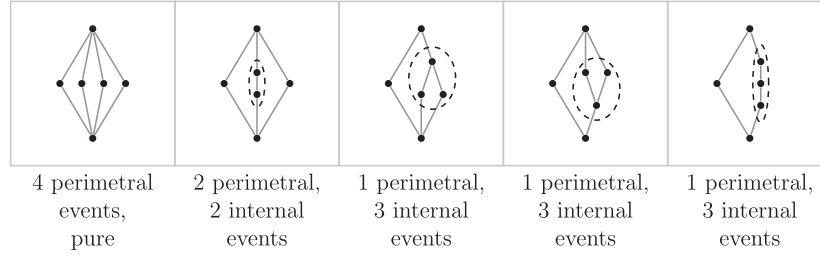 4 perimetral
events,
pure
2 perimetral,
2 internal
events
1 perimetral,
3 internal
events
1 perimetral,
3 internal
events
1 perimetral,
3 internal
events